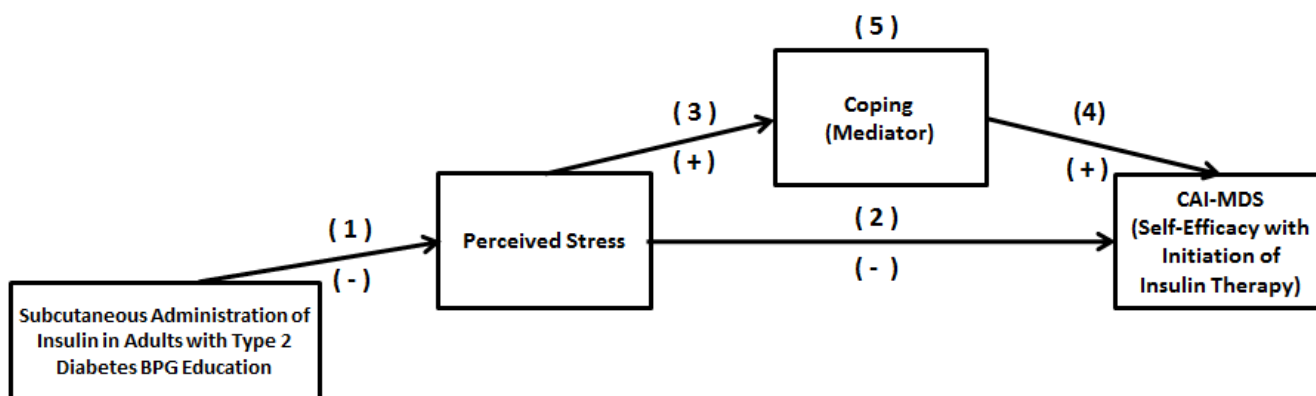 ( 5 )
Coping
(Mediator)
( 3 )
( + )
(4)
( + )
CAI-MDS
(Self-Efficacy with
Initiation of
Insulin Therapy)
Perceived Stress
( 2 )
( - )
( 1 )
( - )
Subcutaneous Administration of
Insulin in Adults with Type 2
Diabetes BPG Education